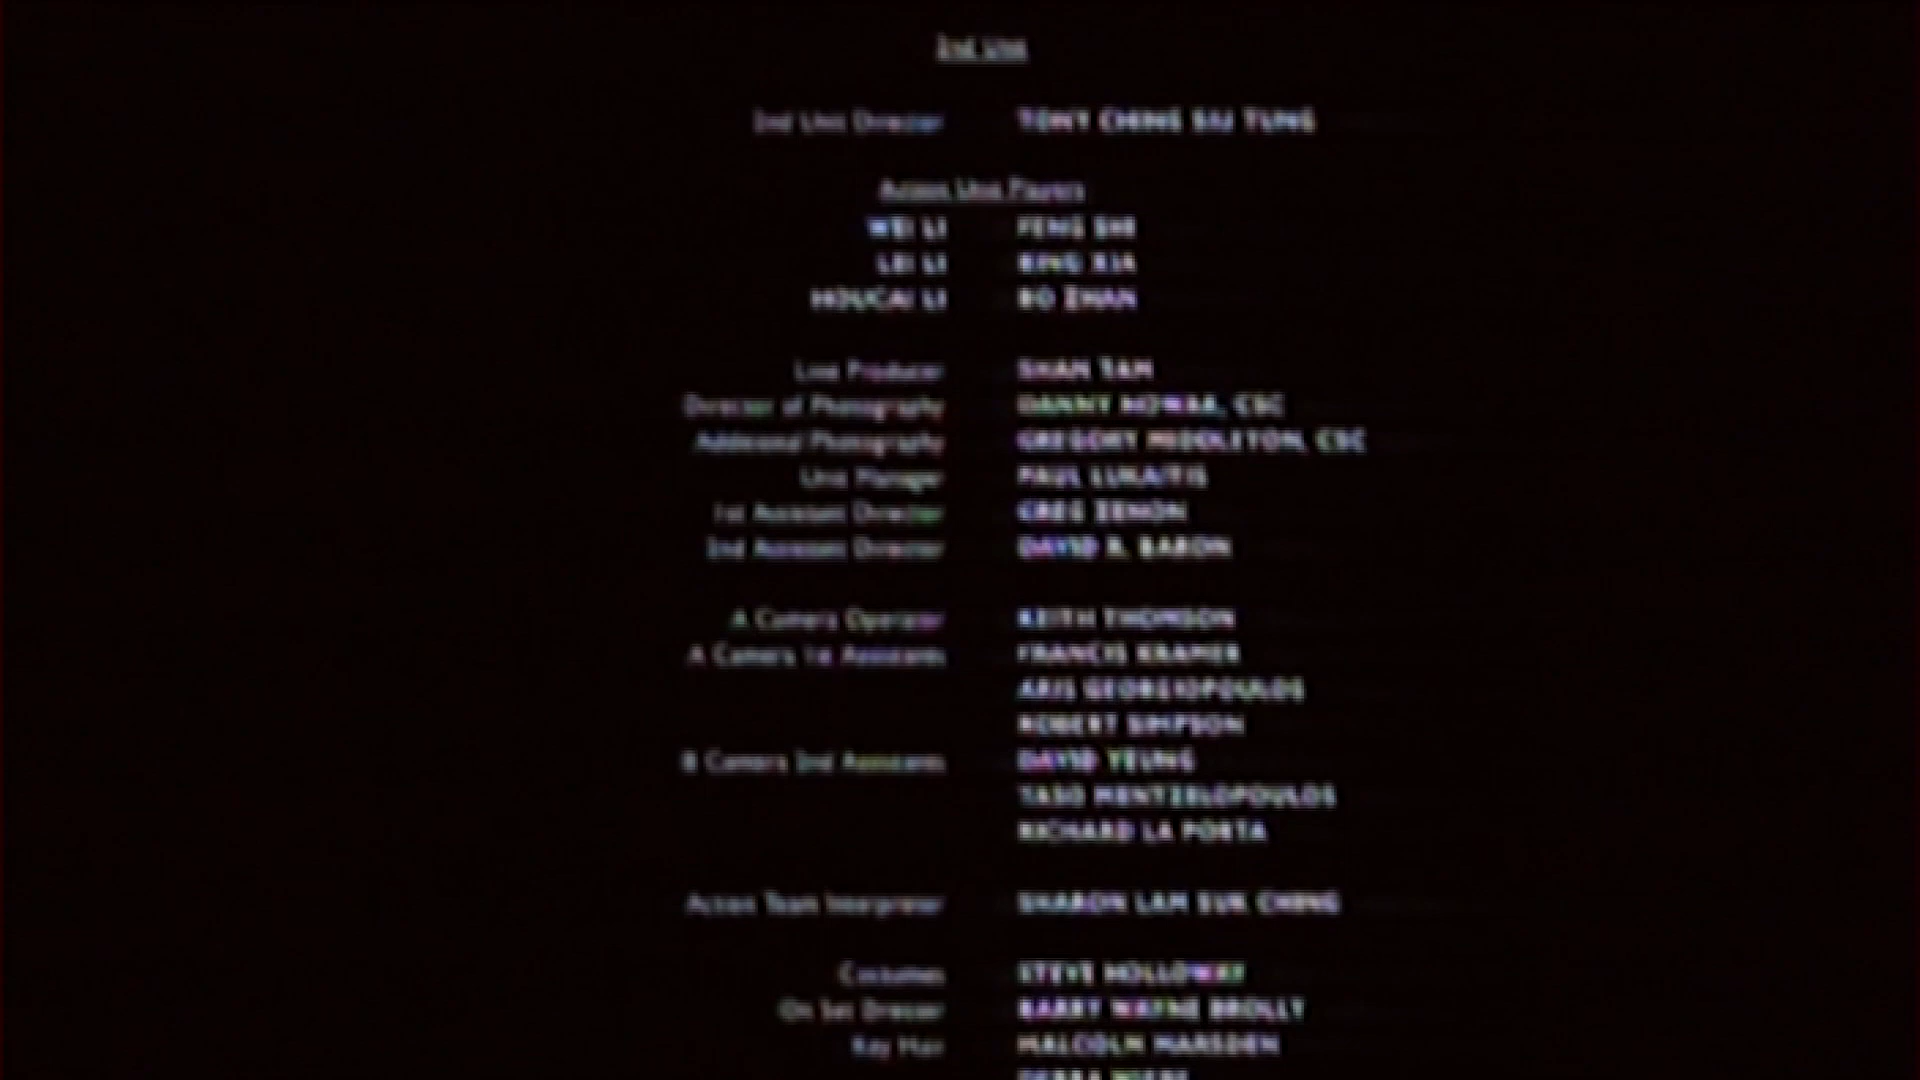 2nd Unit
2nd Unit Director TONY CHING SIU TUNG
Action Unit Players
WEI LI FENG SHI
LEI LI BING XIA
HOUCAI LI BO ZHAN
Line Producer SHAN TAM
Director of Photography DANNY NOWAK, CSC
Additional Photography GREGORY MIDDLETON, CSC
Unit Manager PAUL LUKAITIS
1st Assistant Director GREG ZENON
2nd Assistant Director DAVID R. BARON
A Camera Operator KEITH THOMSON
A Camera 1st Assistants FRANCIS KRAMER
ARIS GEORGIOPOULOS
ROBERT SIMPSON
B Camera 2nd Assistants DAVID YEUNG
TASO MENTZELOPOULOS
RICHARD LA PORTA
Action Team Interpreter SHARON LAM SUK CHING
Costumes STEVE HOLLOWAY
On Set Dresser BARRY WAYNE BROLLY
Key Hair MALCOLM MARSDEN